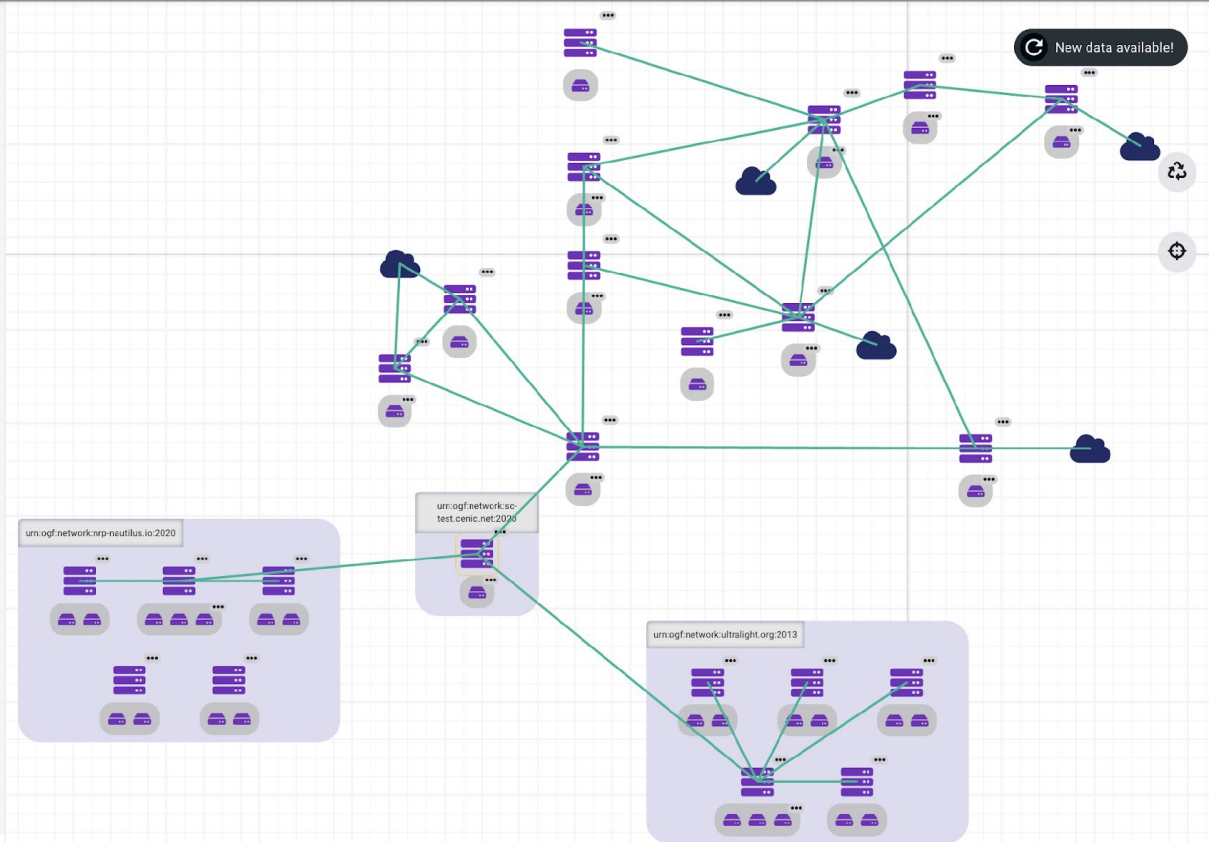 New data available!
urn:ogf:network:sc-
test.cenic.net:2020
urn:ogf:network:nrp-nautilus.io:2020
urn:ogf:network:ultralight.org:2013